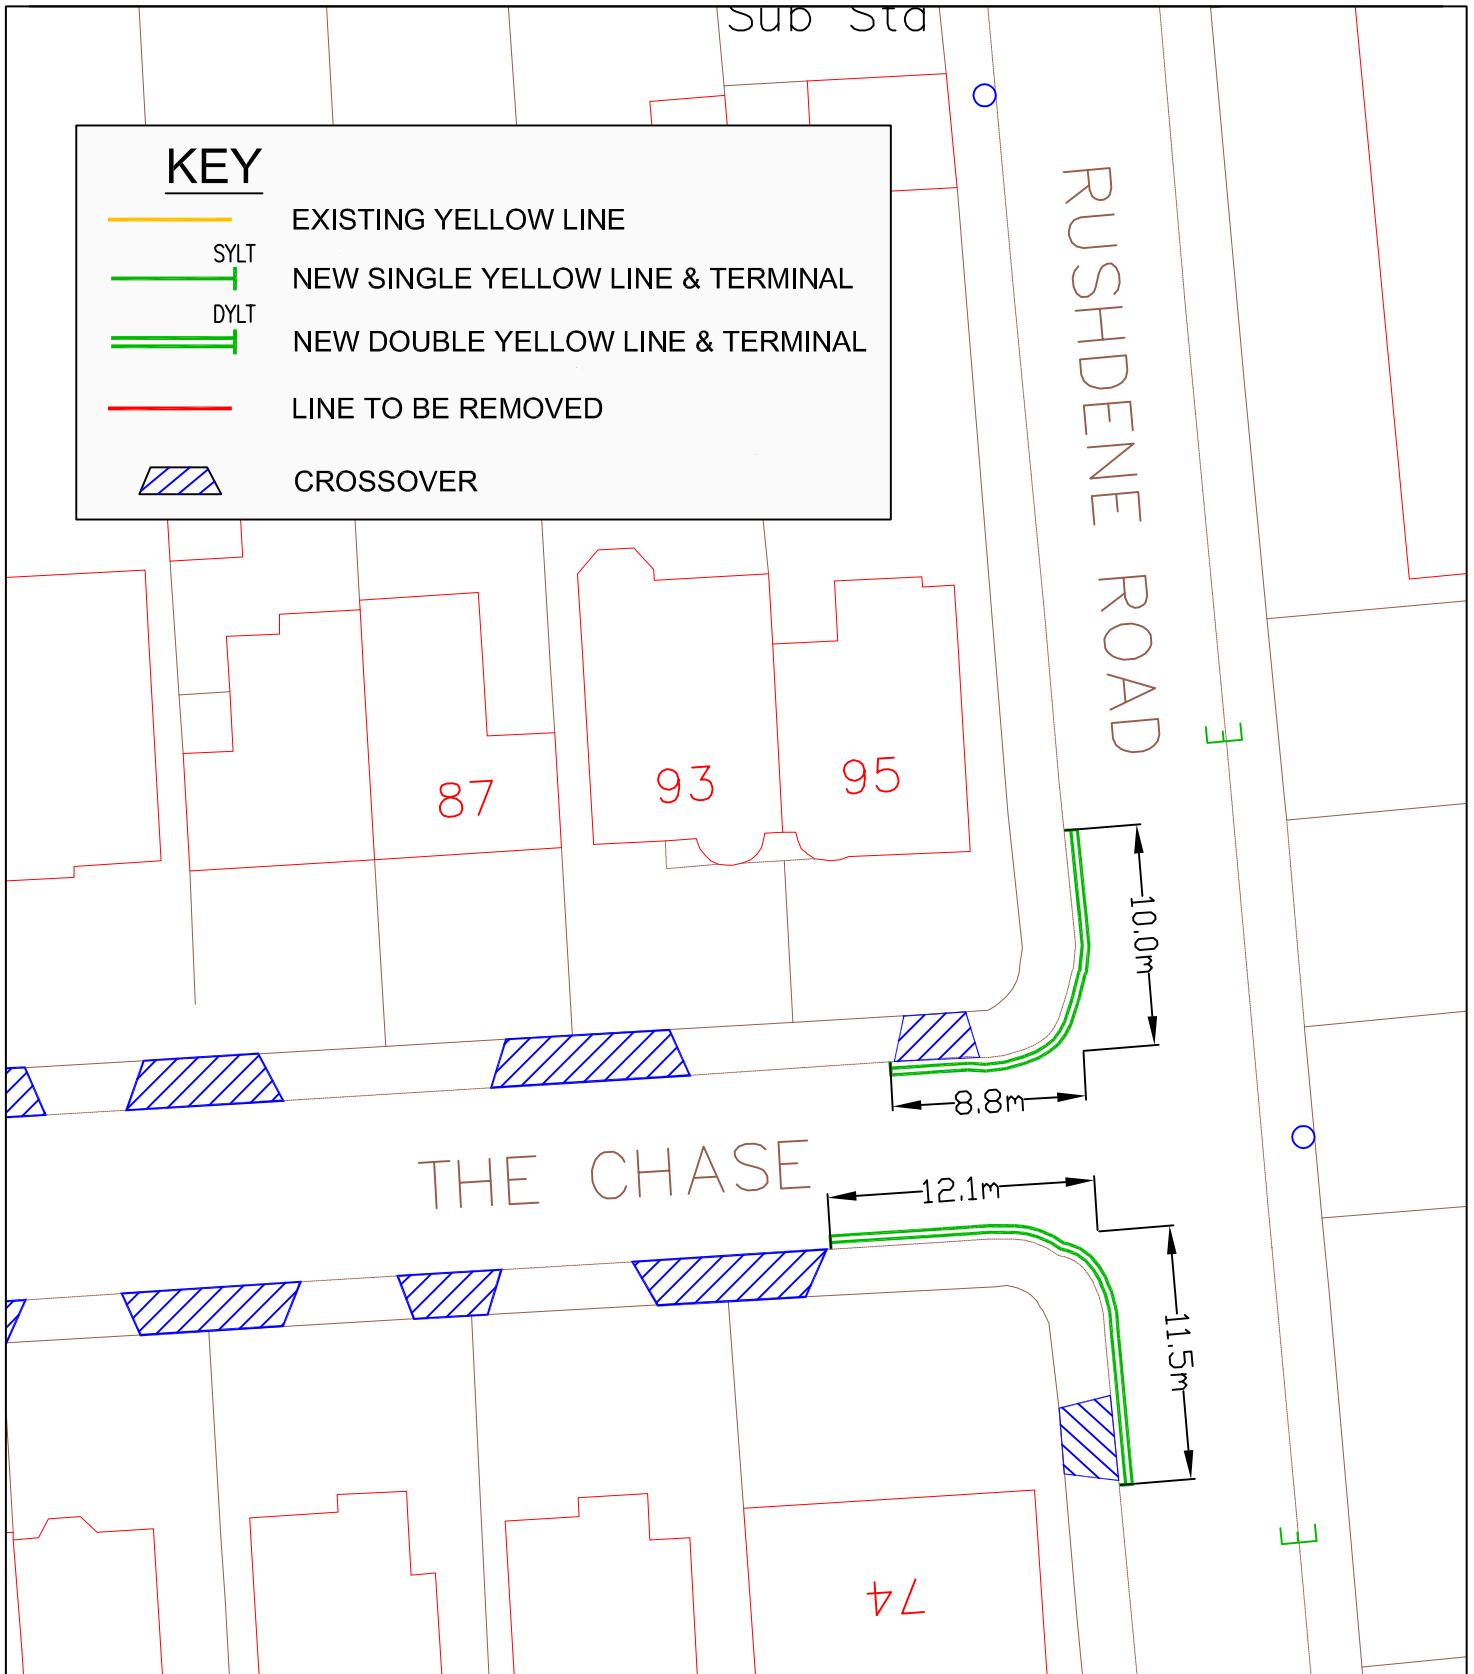 Sub Sta
KEY
EXISTING YELLOW LINE
SYLT
NEW SINGLE YELLOW LINE & TERMINAL
DYLT
NEW DOUBLE YELLOW LINE & TERMINAL
LINE TO BE REMOVED
CROSSOVER
RUSHDENE ROAD
E
87
93
95
10.0m
8.8m
THE CHASE
12.1m
11.5m
E
74